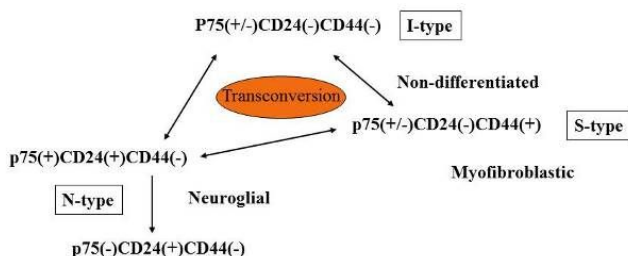 P75(+/-)CD24(-)CD44(-) I-type
Non-differentiated
Transconversion
p75(+/-)CD24(-)CD44(+) S-type
p75(+)CD24(+)CD44(-)
Myofibroblastic
N-type Neuroglial
p75(-)CD24(+)CD44(-)